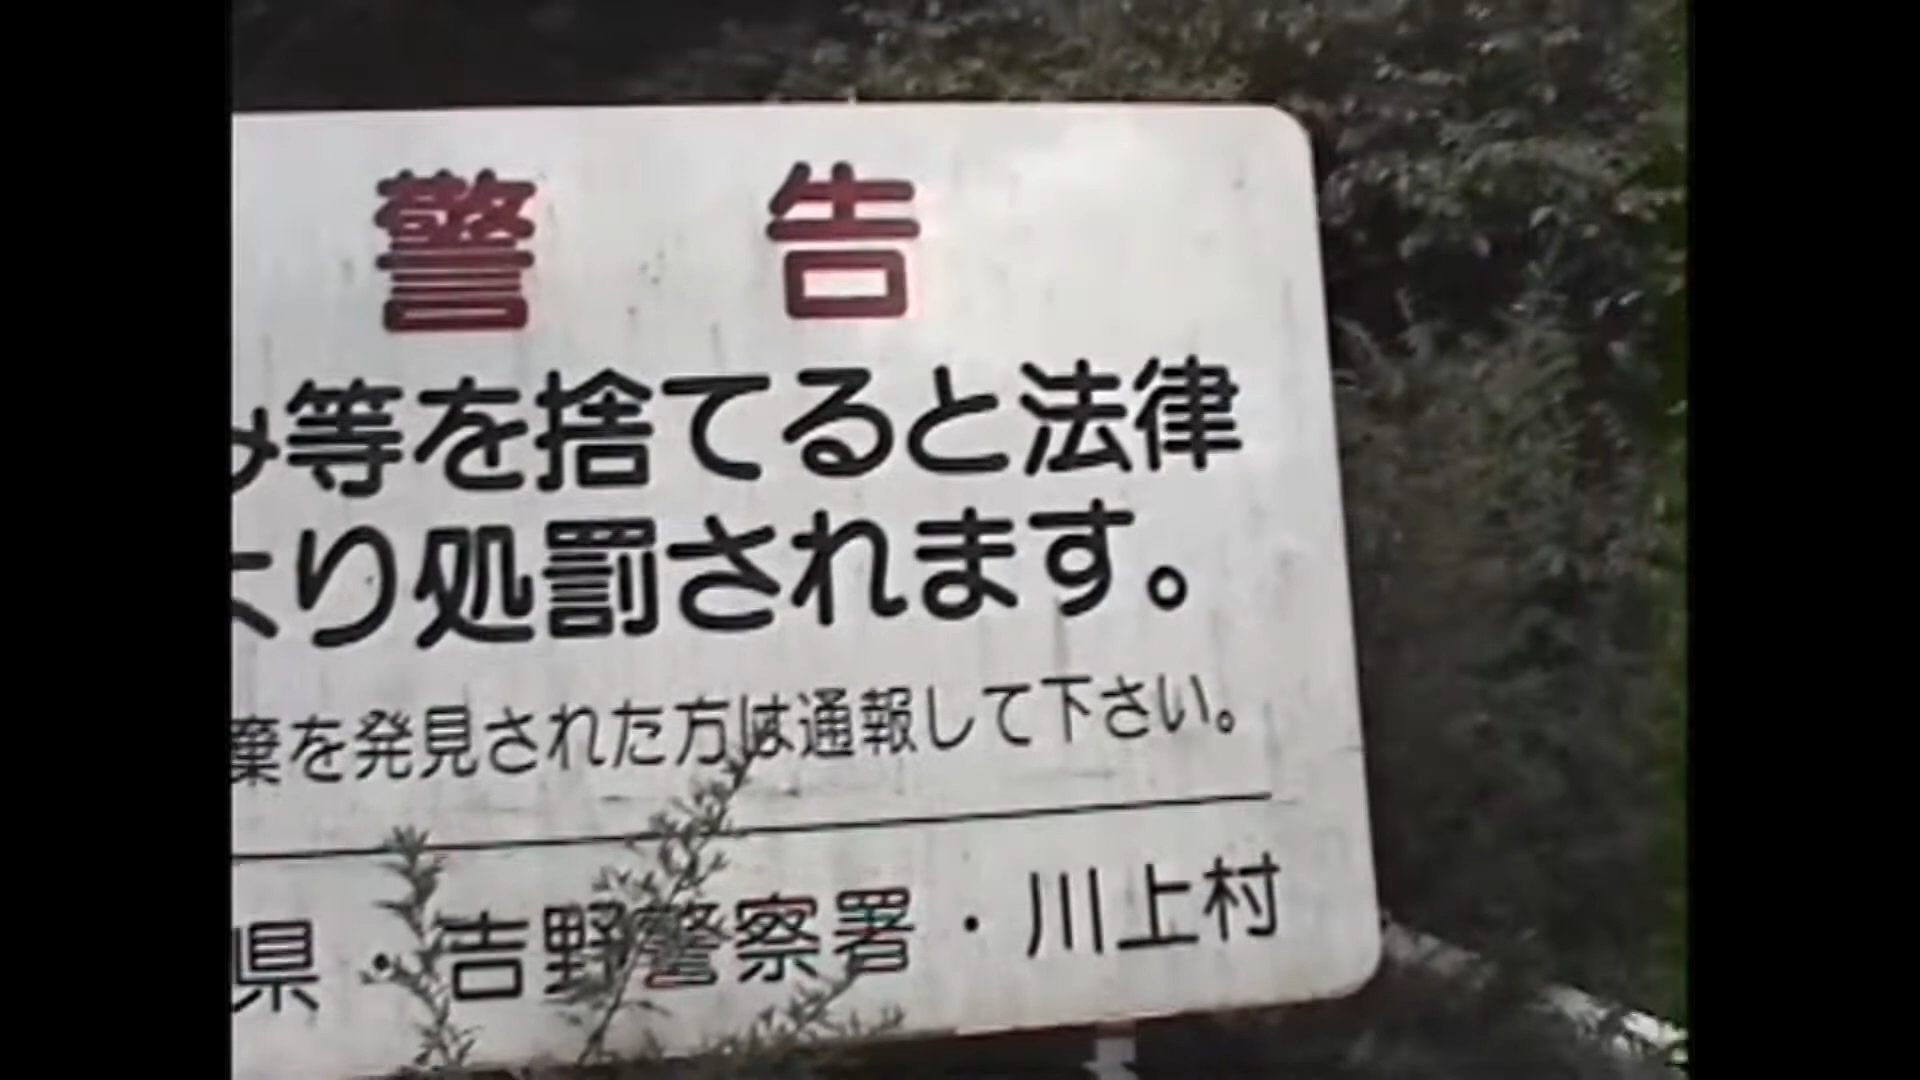 警 告
み等を捨てると法律
より処罰されます。
棄を発見された方は通報して下さい。
県・吉野警察署・川上村